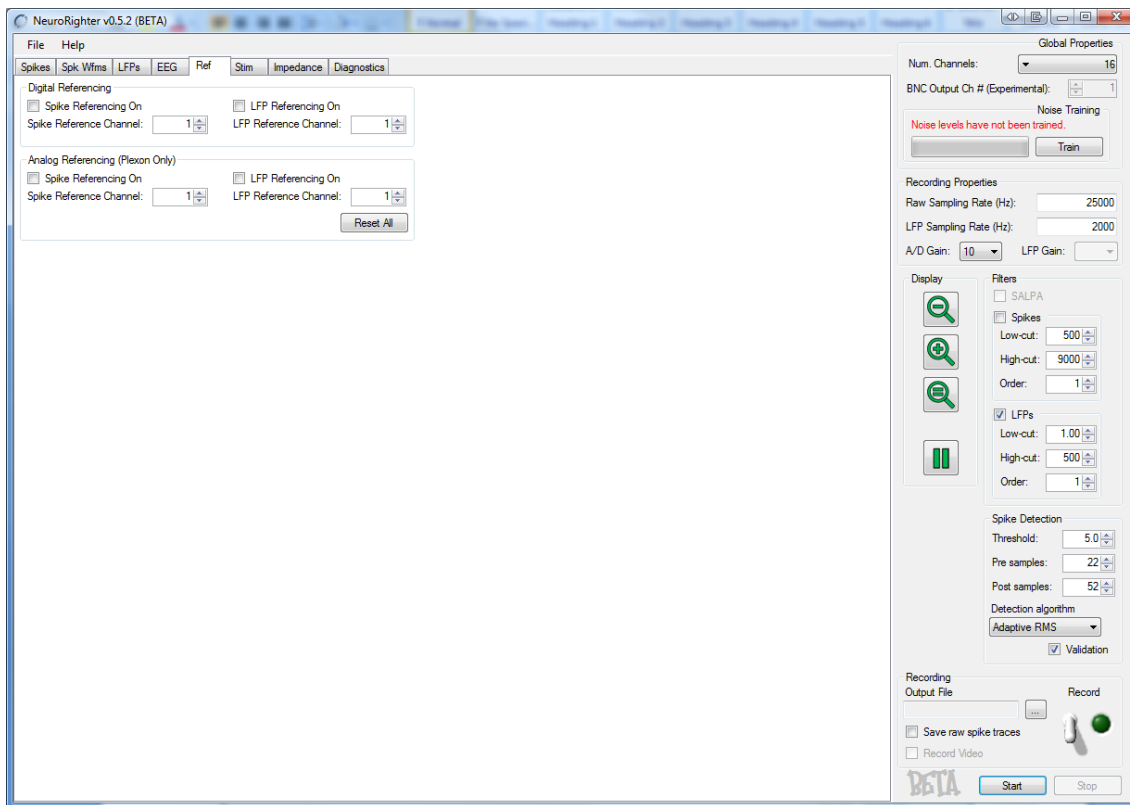 NeuroRighter v0.5.2 (BETA)
File Help
Spikes Spk Wfms LFPs EEG Ref Stim Impedance Diagnostics
Digital Referencing
Spike Referencing On LFP Referencing On
Spike Reference Channel: 1 LFP Reference Channel: 1
Analog Referencing (Plexon Only)
Spike Referencing On LFP Referencing On
Spike Reference Channel: 1 LFP Reference Channel: 1
Reset All
Global Properties
Num. Channels: 16
BNC Output Ch # (Experimental): 1
Noise Training
Noise levels have not been trained.
Train
Recording Properties
Raw Sampling Rate (Hz): 25000
LFP Sampling Rate (Hz): 2000
A/D Gain: 10 LFP Gain:
Display
Filters
SALPA
Spikes
Low-cut: 500
High-cut: 9000
Order: 1
LFPs
Low-cut: 1.00
High-cut: 500
Order: 1
Spike Detection
Threshold: 5.0
Pre samples: 22
Post samples: 52
Detection algorithm
Adaptive RMS
Validation
Recording
Output File Record
...
Save raw spike traces
Record Video
BETA Start Stop